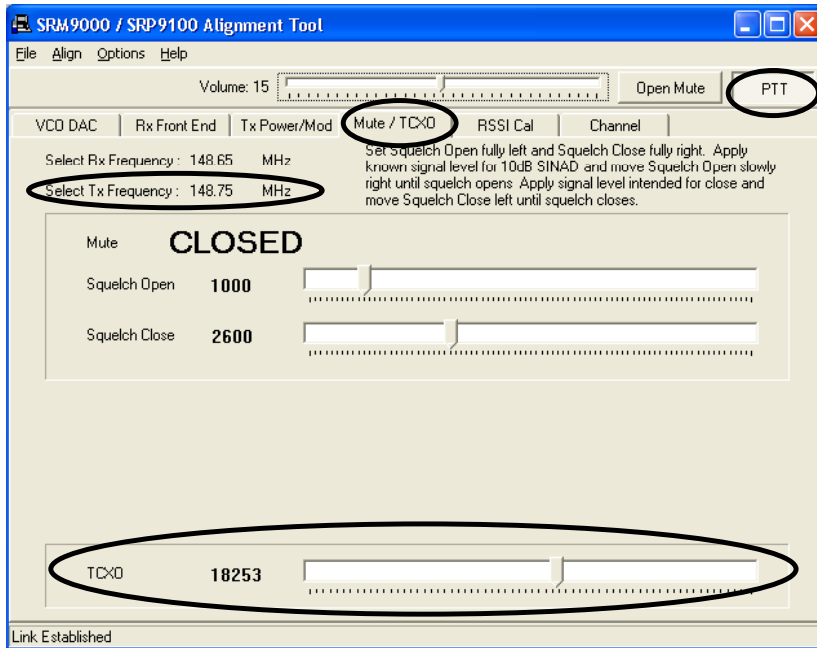 SRM9000 / SRP9100 Alignment Tool
File Align Options Help
Volume: 15 Open Mute PTT
VCO DAC Rx Front End Tx Power/Mod Mute / TCXO RSSI Cal Channel
Select Rx Frequency : 148.65 MHz
Select Tx Frequency : 148.75 MHz
Set Squelch Open fully left and Squelch Close fully right. Apply
known signal level for 10dB SINAD and move Squelch Open slowly
right until squelch opens Apply signal level intended for close and
move Squelch Close left until squelch closes.
Mute CLOSED
Squelch Open 1000
Squelch Close 2600
TCXO 18253
Link Established